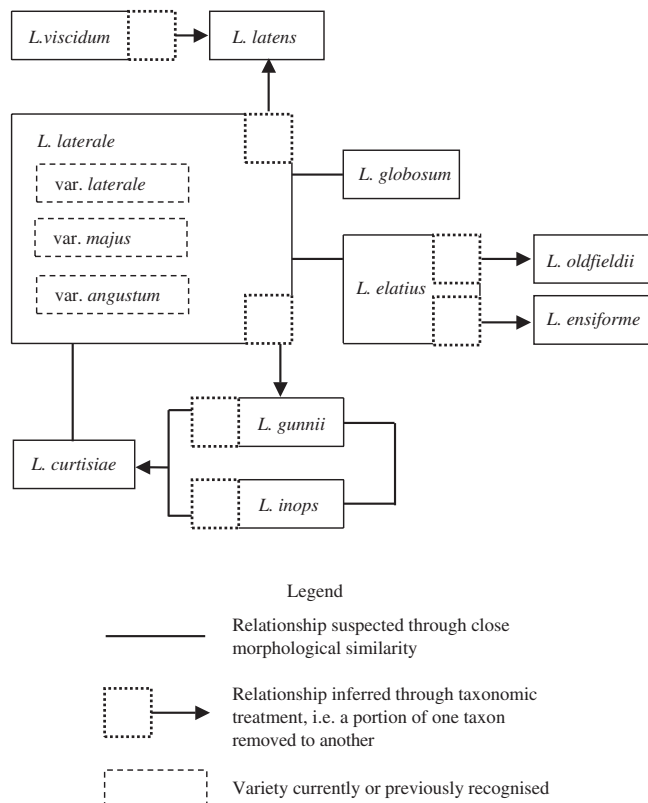 L.viscidum
L. latens
L. laterale
var. laterale
L. globosum
var. majus
L. oldfieldii
var. angustum
L. elatius
L. ensiforme
L. gunnii
L. curtisiae
L. inops
Legend
Relationship suspected through close
morphological similarity
Relationship inferred through taxonomic
treatment, i.e. a portion of one taxon
removed to another
Variety currently or previously recognised